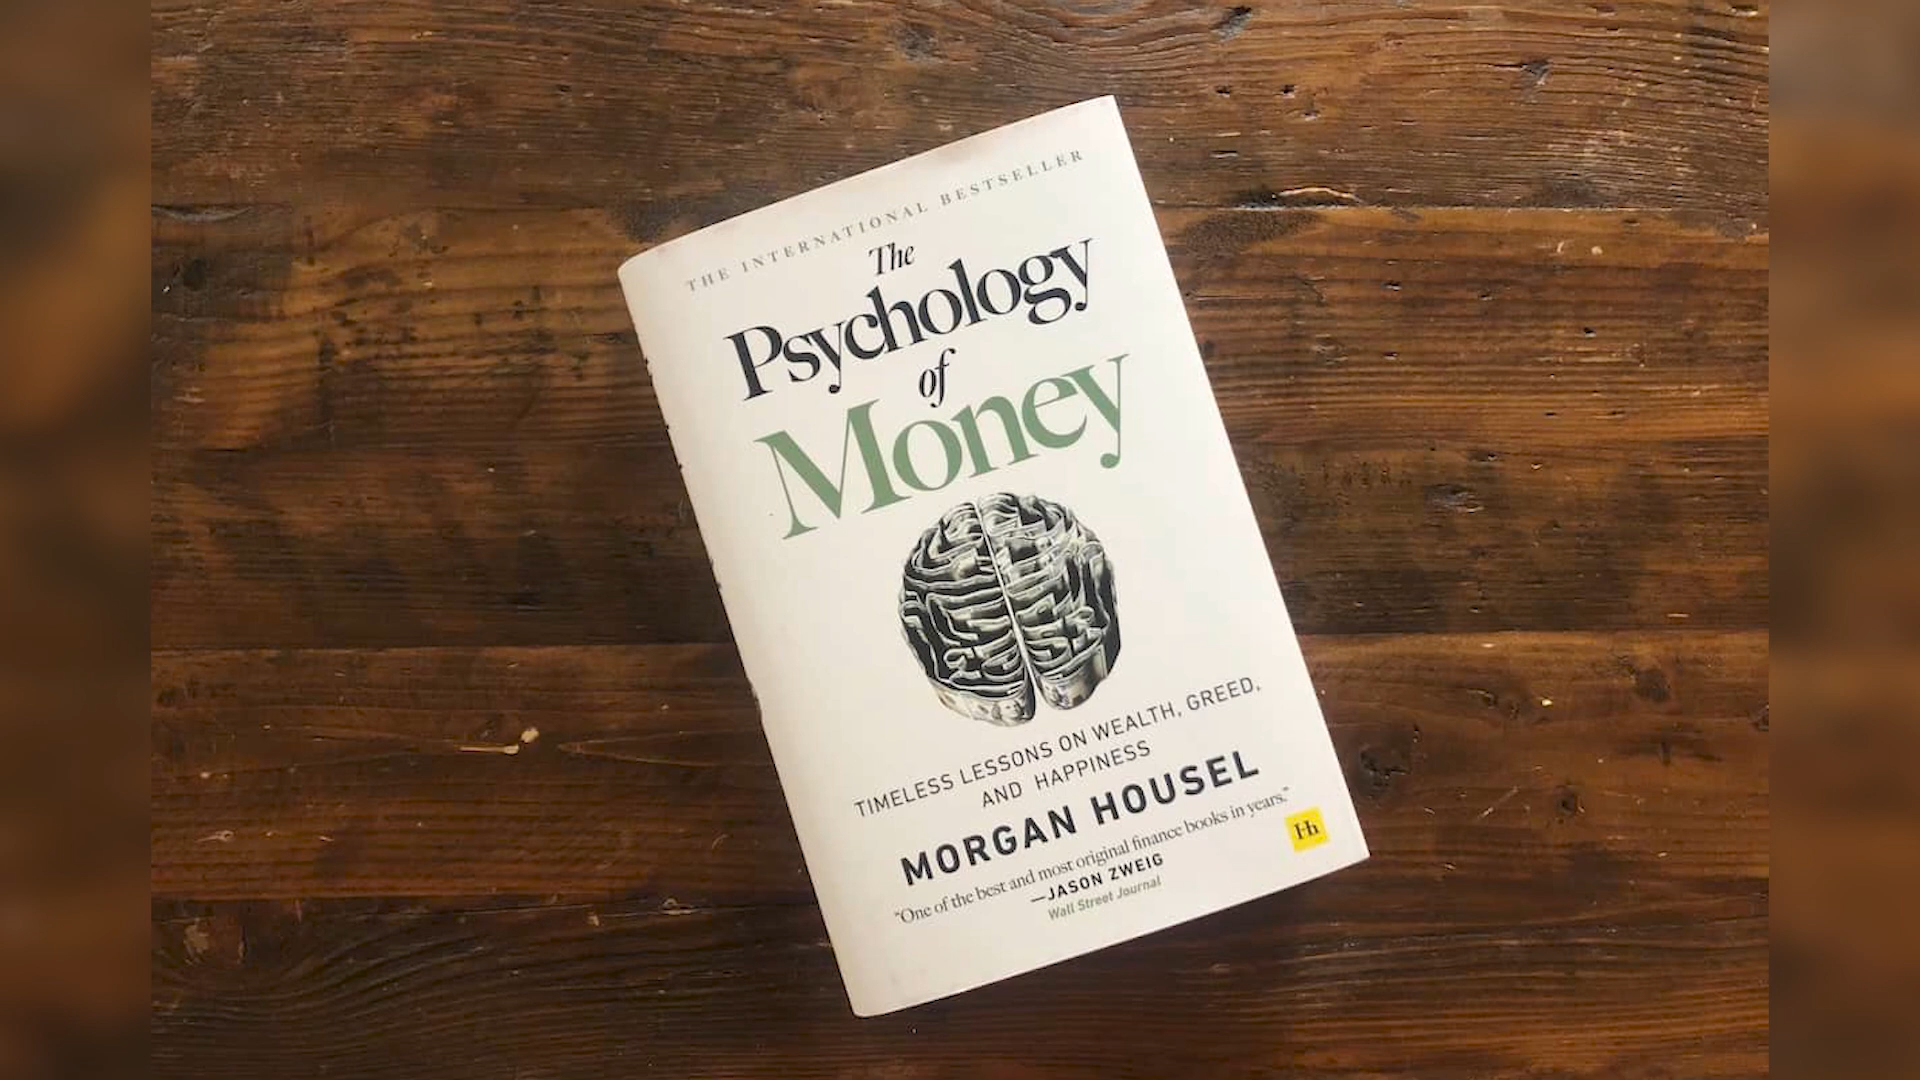 THE INTERNATIONAL BESTSELLER
The
Psychology
of
Money
TIMELESS LESSONS ON WEALTH, GREED,
AND HAPPINESS
MORGAN HOUSEL
"One of the best and most original finance books in years."
—JASON ZWEIG
Wall Street Journal
Hh